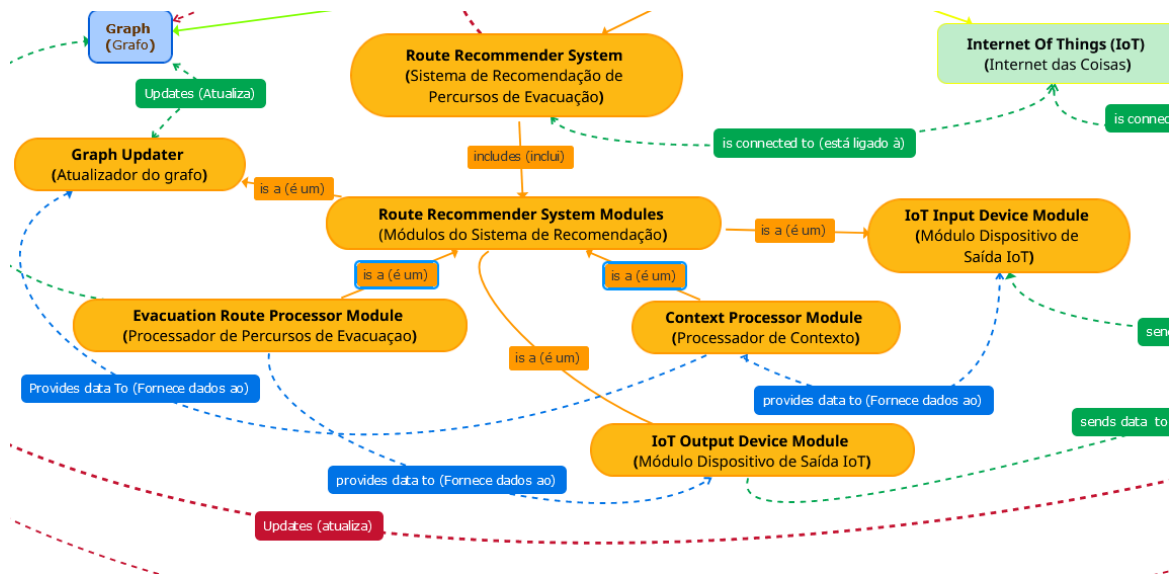 Graph
(Grafo)
Route Recommender System
(Sistema de Recomendação de
Percursos de Evacuação)
Internet Of Things (IoT)
(Internet das Coisas)
Updates (Atualiza)
is connec
is connected to (está ligado à)
includes (inclui)
Graph Updater
(Atualizador do grafo)
is a (é um)
Route Recommender System Modules
(Módulos do Sistema de Recomendação)
is a (é um)
IoT Input Device Module
(Módulo Dispositivo de
Saída IoT)
is a (é um)
is a (é um)
Evacuation Route Processor Module
(Processador de Percursos de Evacuaçao)
Context Processor Module
(Processador de Contexto)
send
is a (é um)
Provides data To (Fornece dados ao)
provides data to (Fornece dados ao)
sends data to
IoT Output Device Module
(Módulo Dispositivo de Saída IoT)
provides data to (Fornece dados ao)
Updates (atualiza)